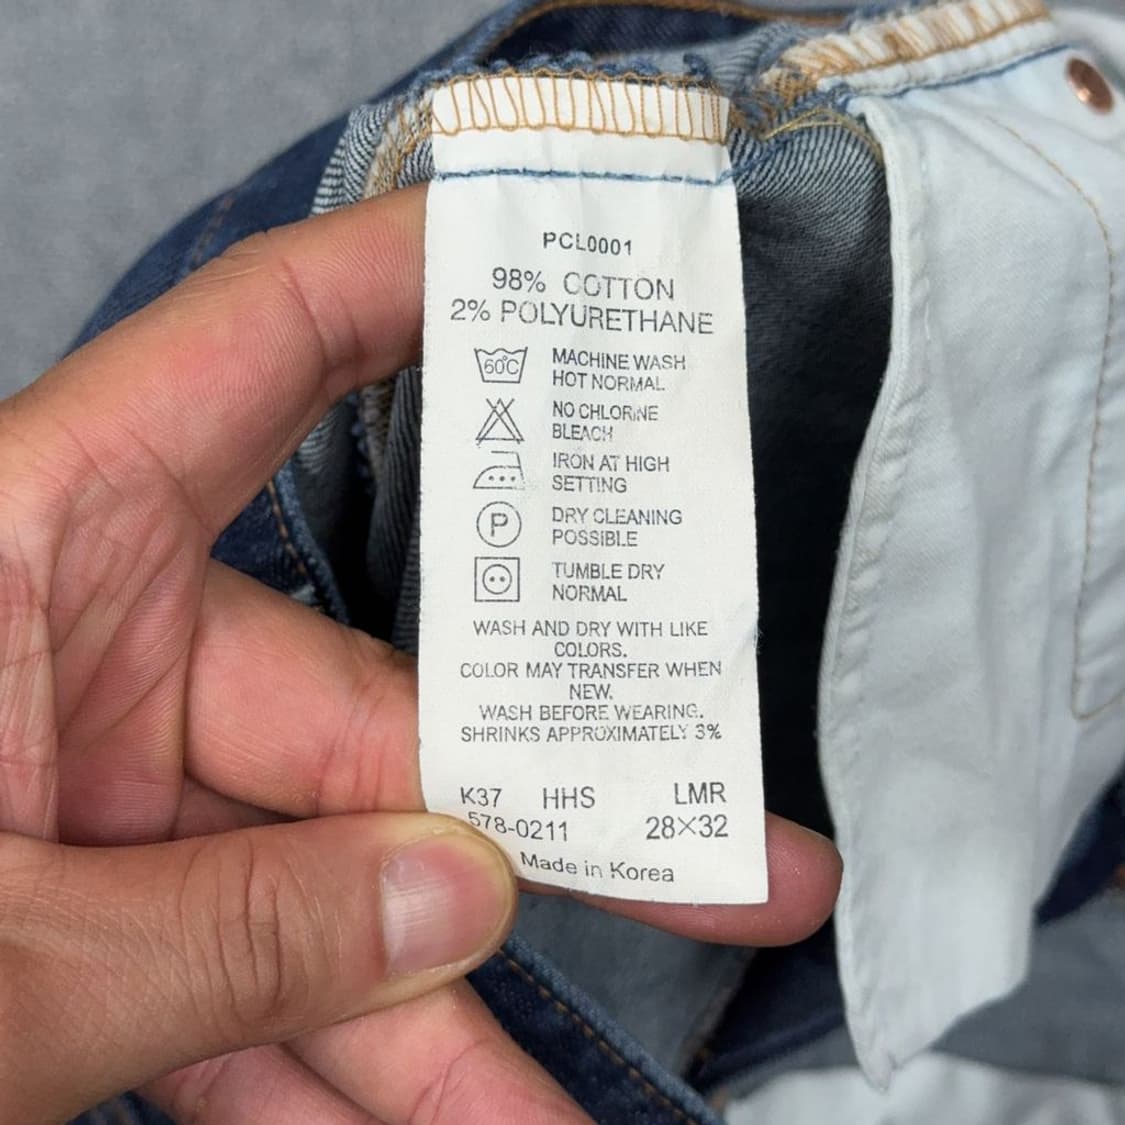 PCL0001
98% COTTON
2% POLYURETHANE
60°C MACHINE WASH
HOT NORMAL
NO CHLORINE
BLEACH
IRON AT HIGH
SETTING
P DRY CLEANING
POSSIBLE
TUMBLE DRY
NORMAL
WASH AND DRY WITH LIKE
COLORS.
COLOR MAY TRANSFER WHEN
NEW.
WASH BEFORE WEARING.
SHRINKS APPROXIMATELY 3%
K37 HHS LMR
578-0211 28×32
Made in Korea